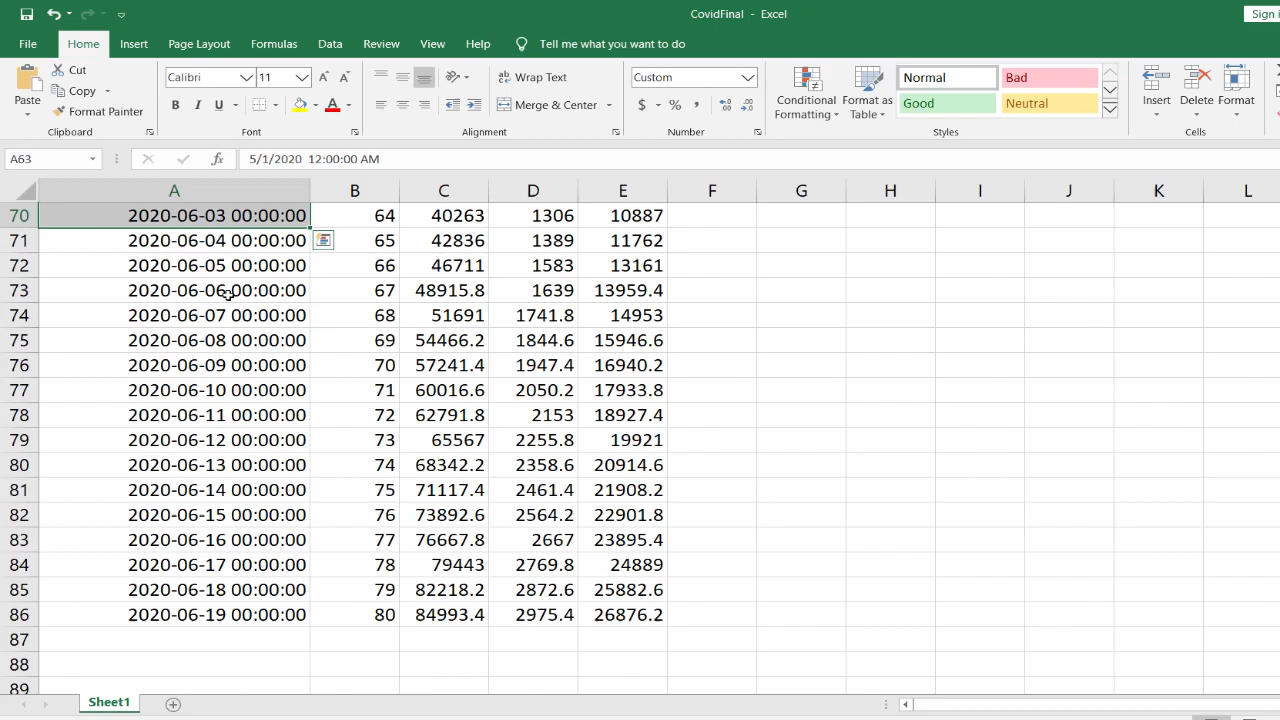 CovidFinal - Excel
Sign i
File Home Insert Page Layout Formulas Data Review View Help Tell me what you want to do
Paste Cut Copy Format Painter
Calibri 11
B I U
Wrap Text
Merge & Center
Custom
$ % ,
Conditional Formatting
Format as Table
Normal Bad
Good Neutral
Insert Delete Format
Clipboard Font Alignment Number Styles Cells
A63 fx 5/1/2020 12:00:00 AM
A B C D E F G H I J K L
70 2020-06-03 00:00:00 64 40263 1306 10887
71 2020-06-04 00:00:00 65 42836 1389 11762
72 2020-06-05 00:00:00 66 46711 1583 13161
73 2020-06-06 00:00:00 67 48915.8 1639 13959.4
74 2020-06-07 00:00:00 68 51691 1741.8 14953
75 2020-06-08 00:00:00 69 54466.2 1844.6 15946.6
76 2020-06-09 00:00:00 70 57241.4 1947.4 16940.2
77 2020-06-10 00:00:00 71 60016.6 2050.2 17933.8
78 2020-06-11 00:00:00 72 62791.8 2153 18927.4
79 2020-06-12 00:00:00 73 65567 2255.8 19921
80 2020-06-13 00:00:00 74 68342.2 2358.6 20914.6
81 2020-06-14 00:00:00 75 71117.4 2461.4 21908.2
82 2020-06-15 00:00:00 76 73892.6 2564.2 22901.8
83 2020-06-16 00:00:00 77 76667.8 2667 23895.4
84 2020-06-17 00:00:00 78 79443 2769.8 24889
85 2020-06-18 00:00:00 79 82218.2 2872.6 25882.6
86 2020-06-19 00:00:00 80 84993.4 2975.4 26876.2
87
88
89
Sheet1